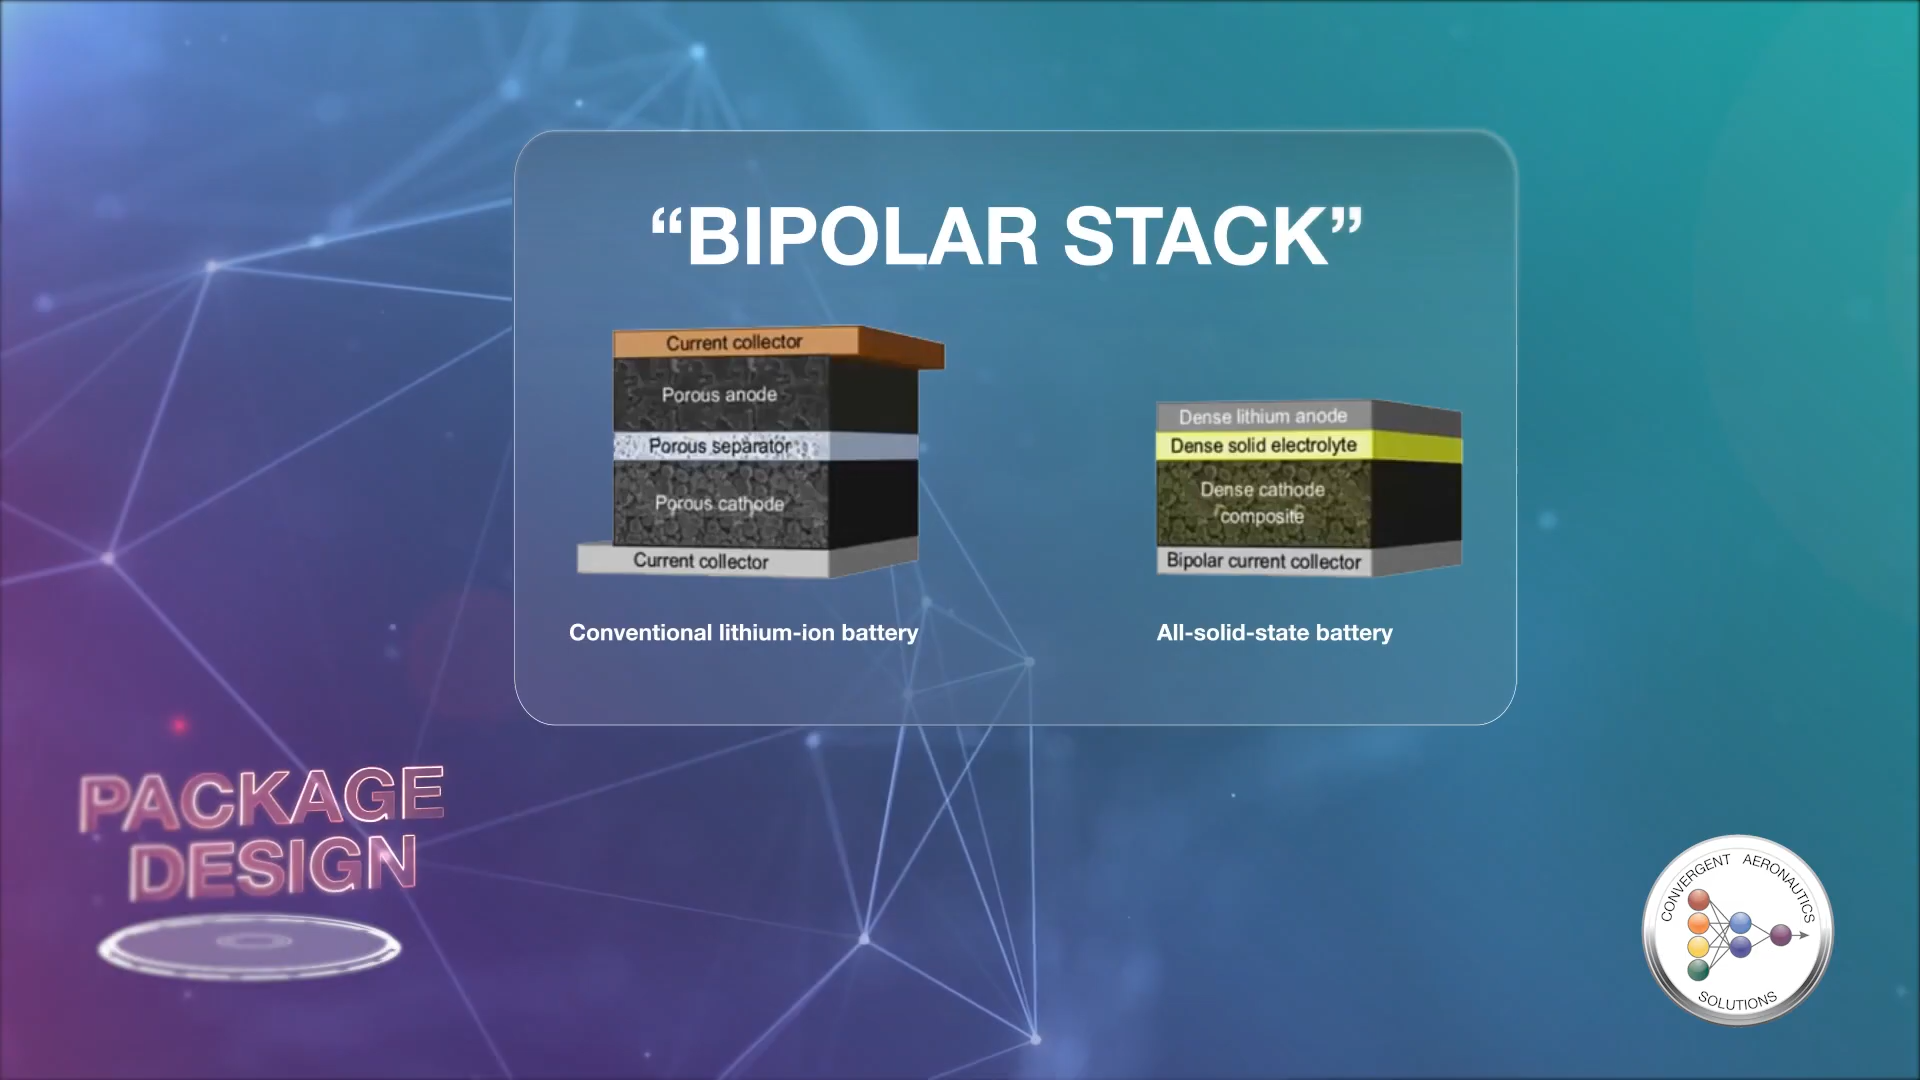 “BIPOLAR STACK”
Current collector
Porous anode
Porous separator
Porous cathode
Current collector
Conventional lithium-ion battery
Dense lithium anode
Dense solid electrolyte
Dense cathode
composite
Bipolar current collector
All-solid-state battery
PACKAGE
DESIGN
CONVERGENT AERONAUTICS
SOLUTIONS